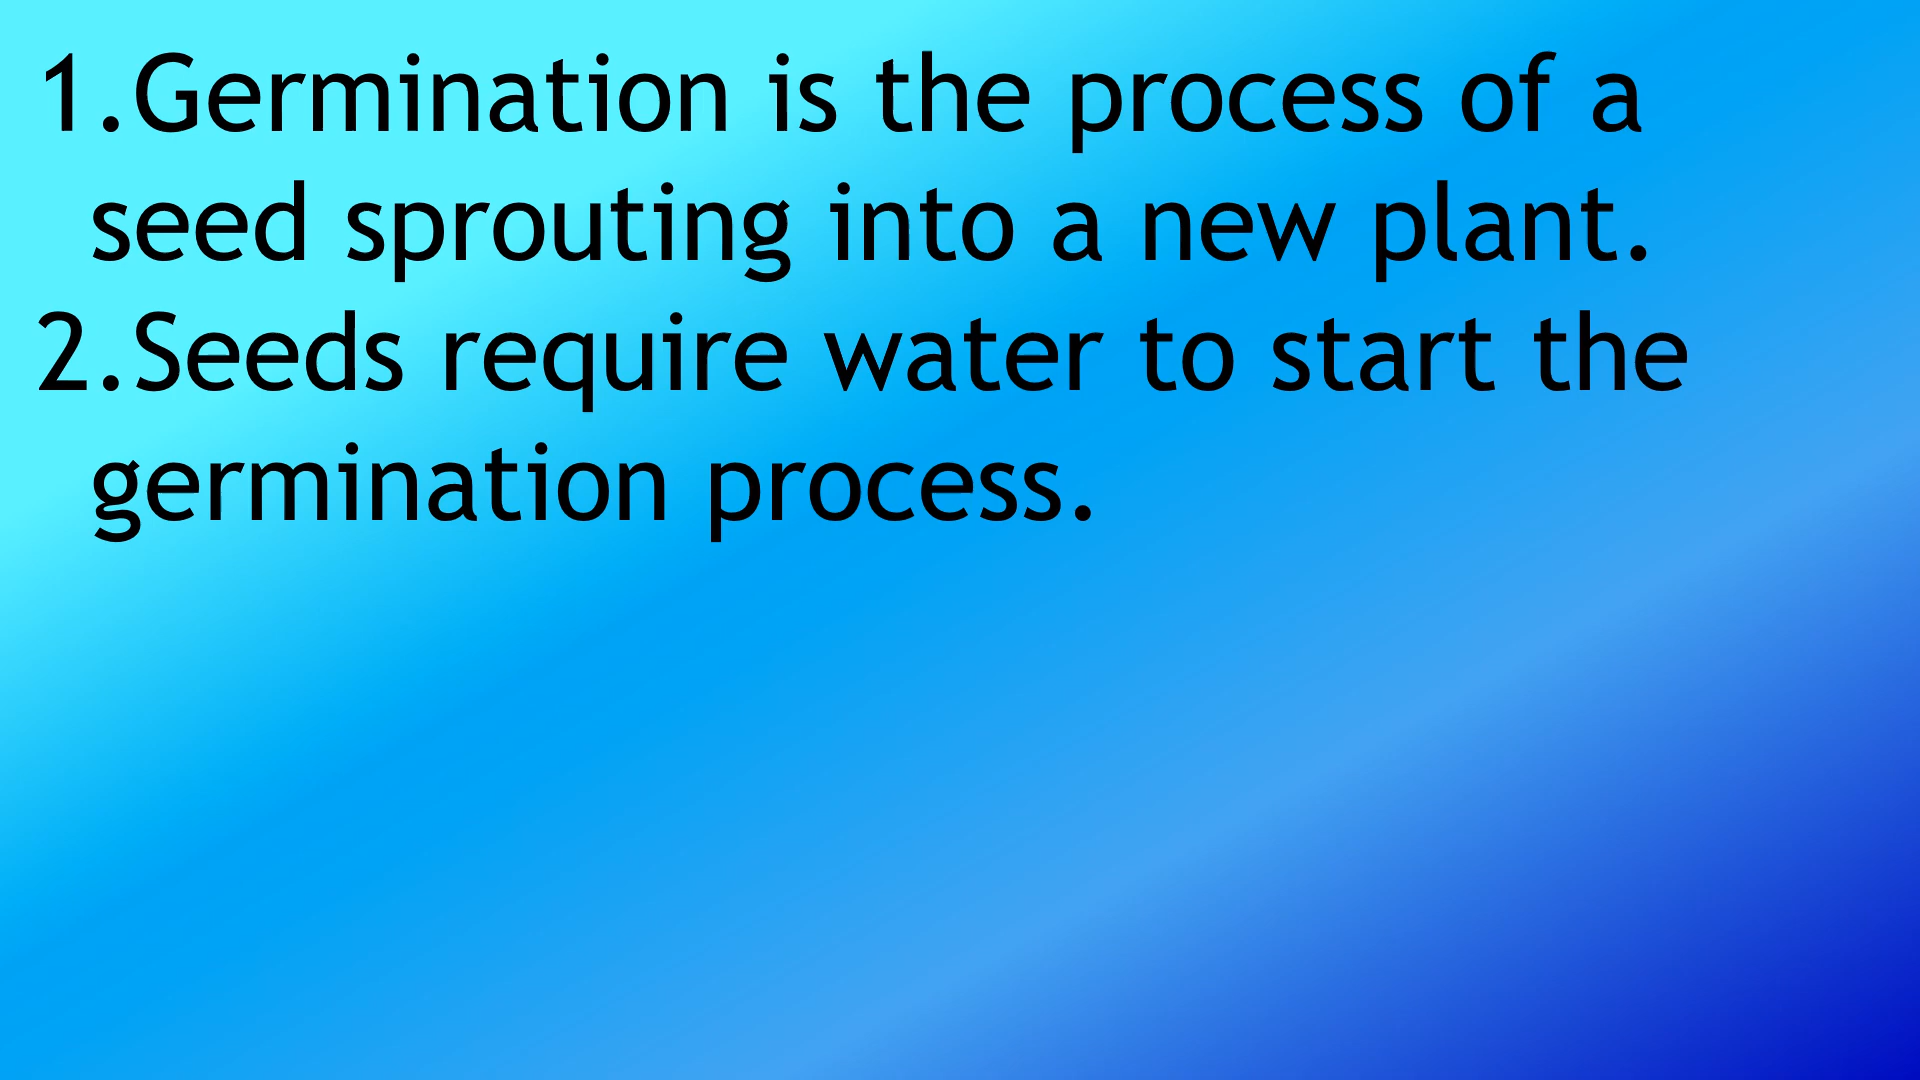 1.Germination is the process of a
seed sprouting into a new plant.
2.Seeds require water to start the
germination process.